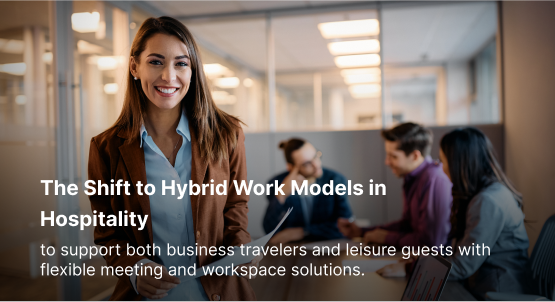 The Shift to Hybrid Work Models in
Hospitality
to support both business travelers and leisure guests with
flexible meeting and workspace solutions.